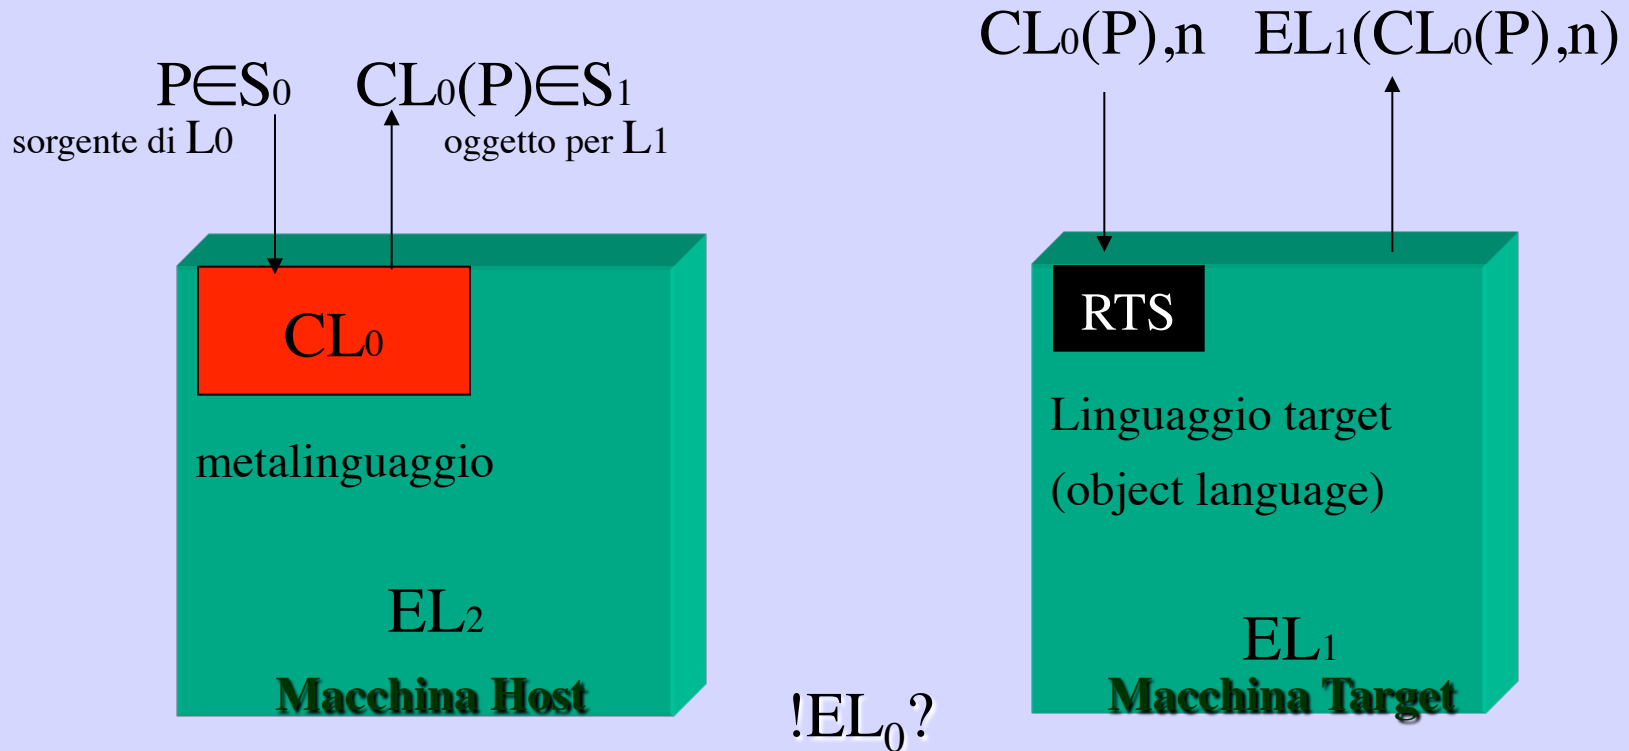 P∈S₀ CL₀(P)∈S₁
sorgente di L0 oggetto per L1
CL₀
metalinguaggio
EL₂
Macchina Host
CL₀(P),n EL₁(CL₀(P),n)
RTS
Linguaggio target
(object language)
EL₁
Macchina Target
!EL₀?